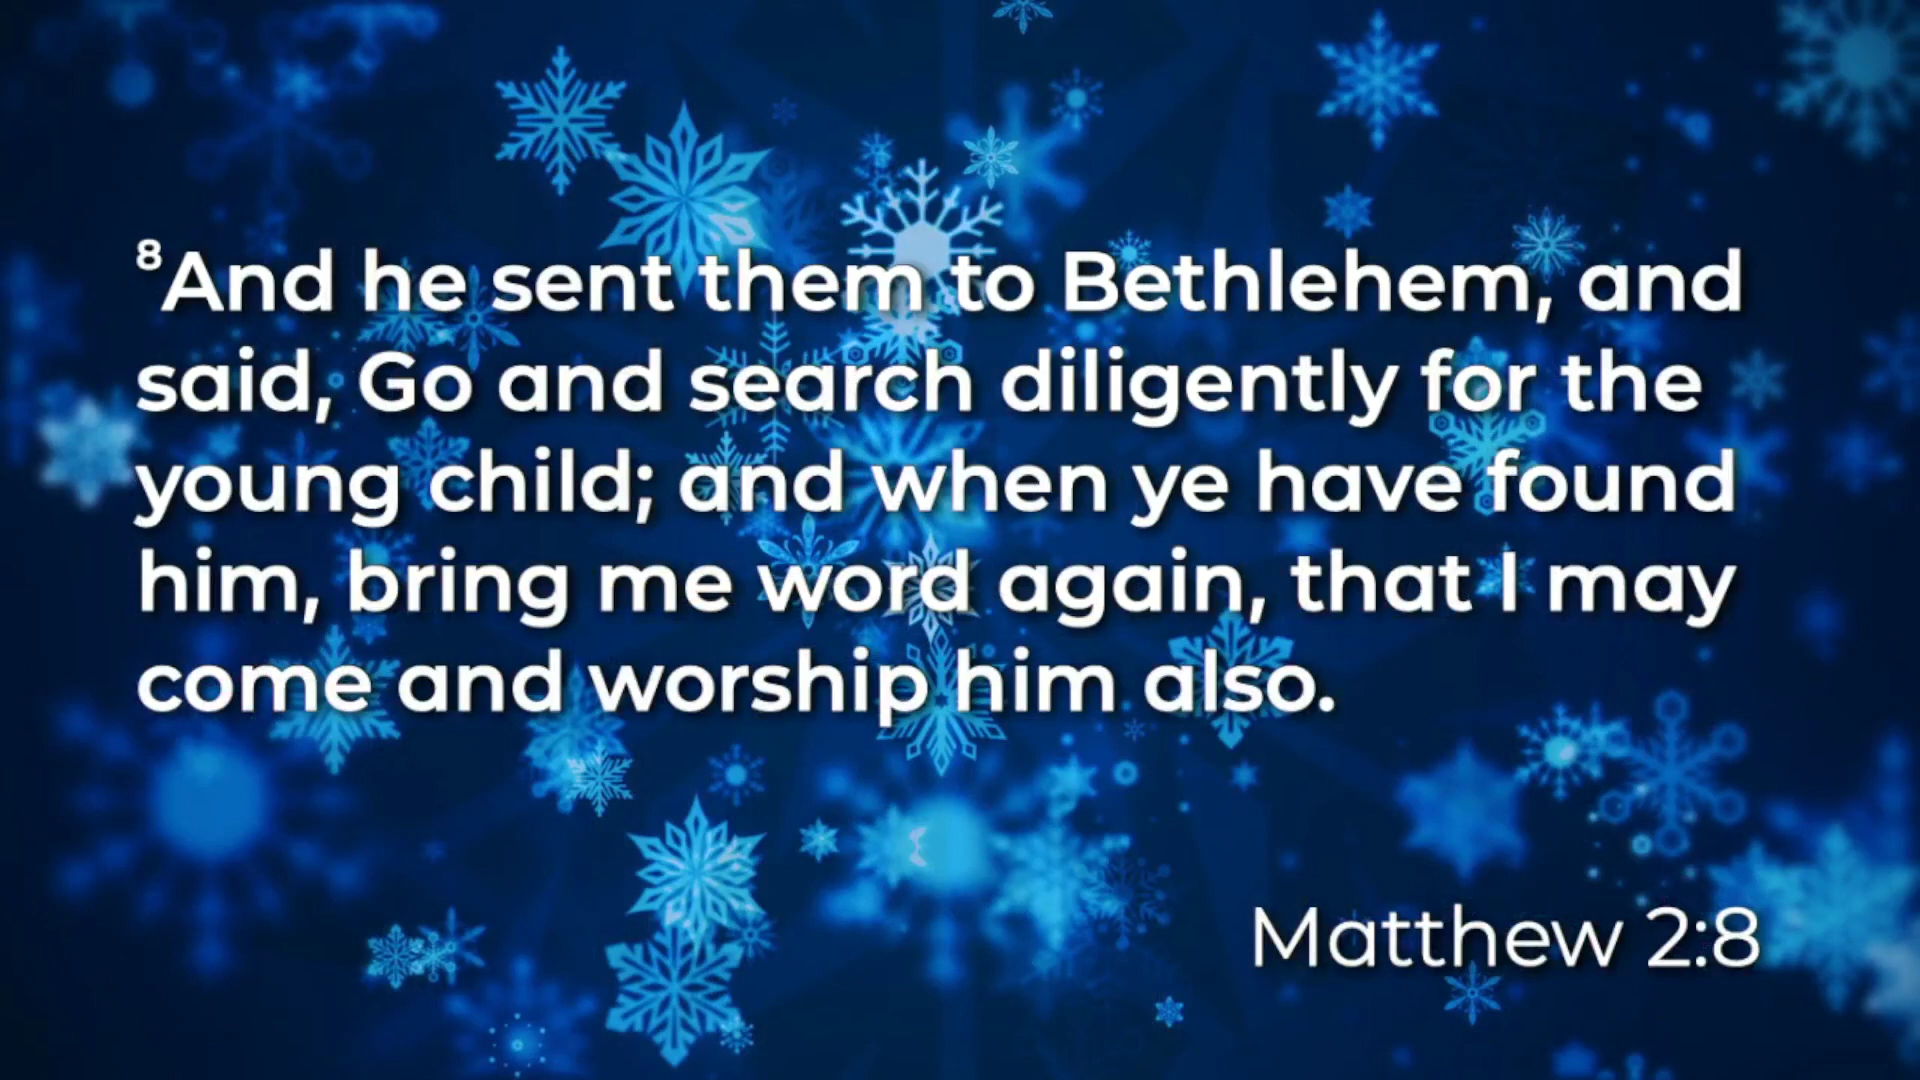 ⁸And he sent them to Bethlehem, and
said, Go and search diligently for the
young child; and when ye have found
him, bring me word again, that I may
come and worship him also.
Matthew 2:8